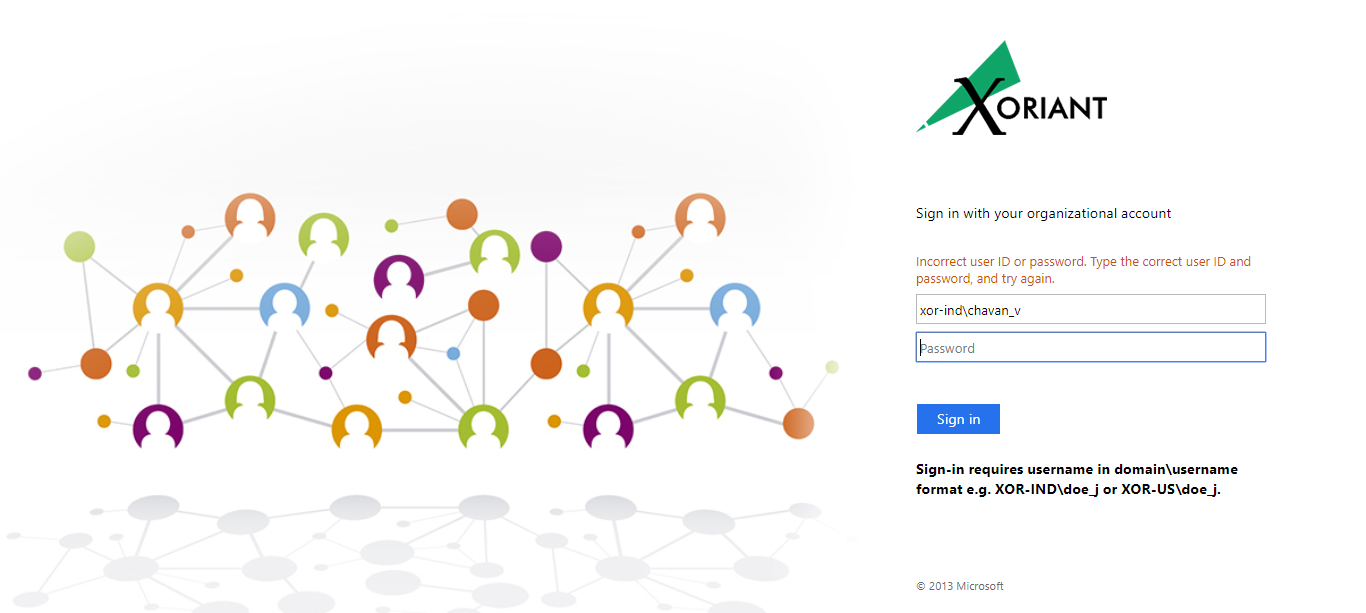 XORIANT
Sign in with your organizational account
Incorrect user ID or password. Type the correct user ID and
password, and try again.
xor-ind\chavan_v
Password
Sign in
Sign-in requires username in domain\username
format e.g. XOR-IND\doe_j or XOR-US\doe_j.
© 2013 Microsoft